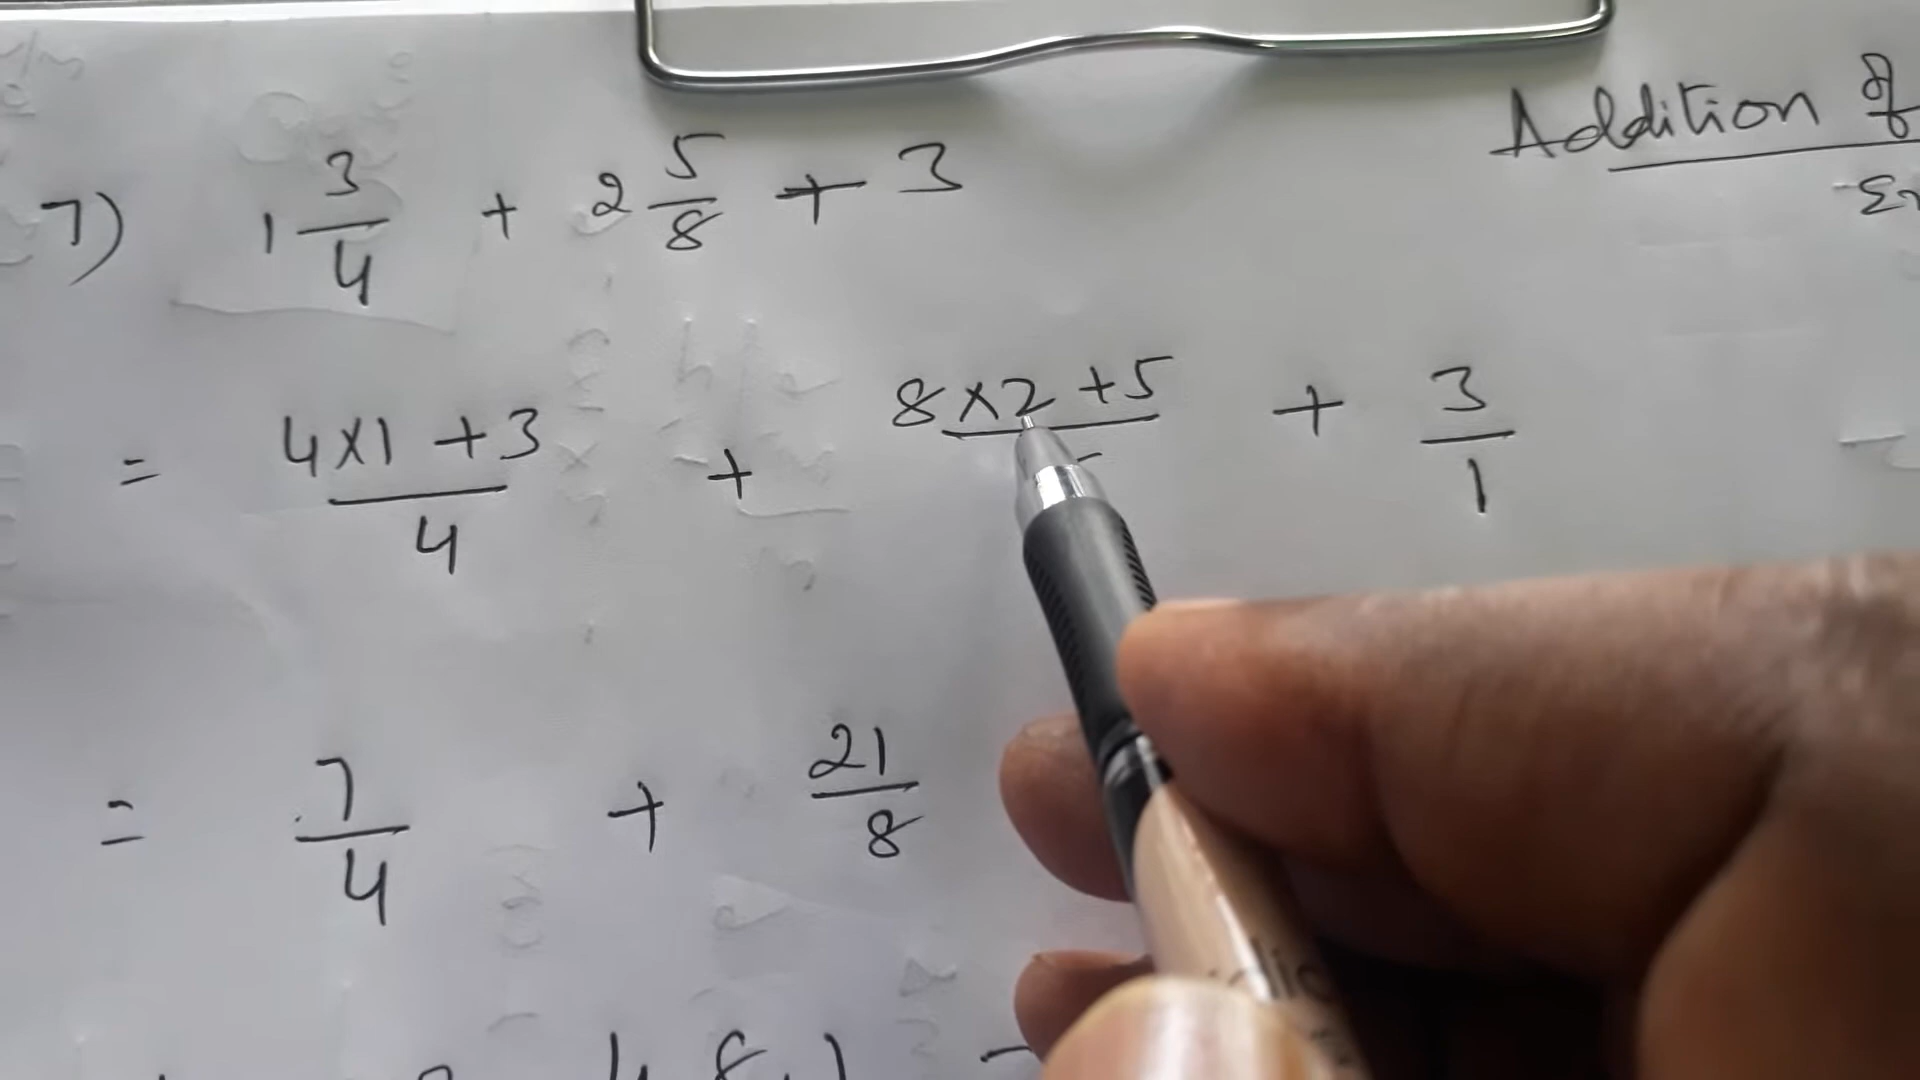 Addition of
7) 1 3/4 + 2 5/8 + 3
= 4×1 +3/4 + 8×2 +5 + 3/1
= 7/4 + 21/8